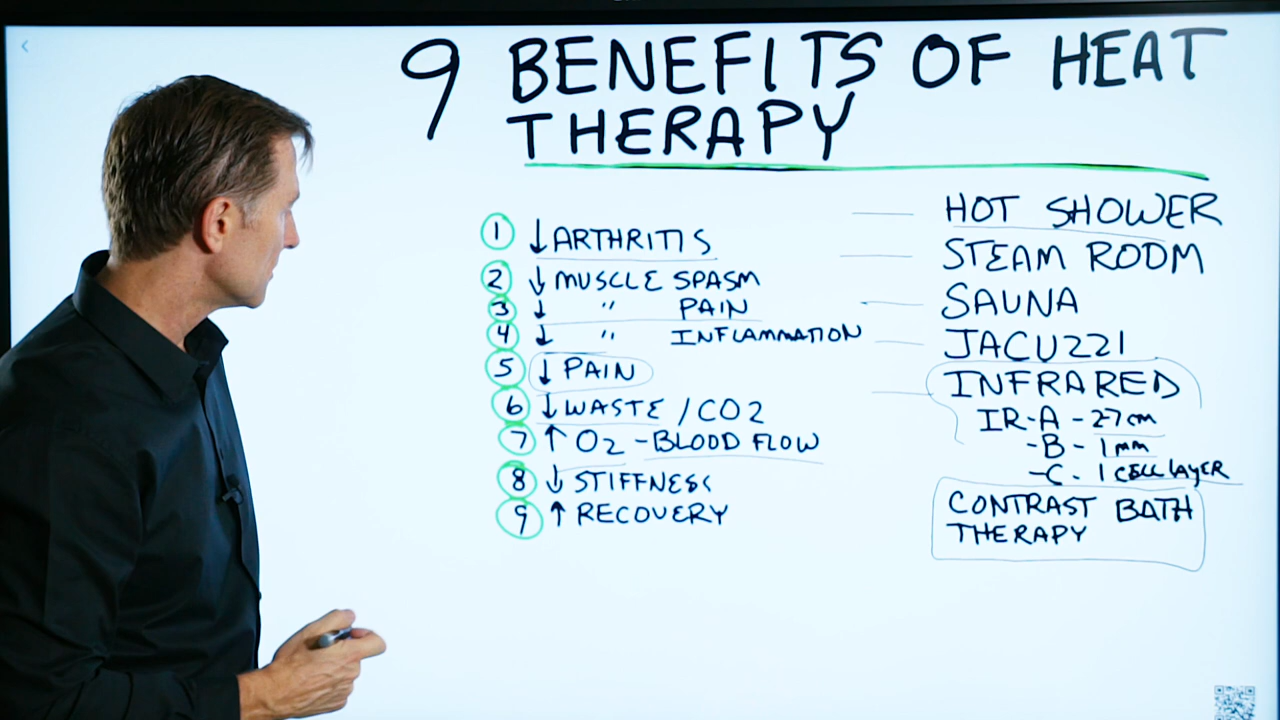 9 BENEFITS OF HEAT
THERAPY
① ↓ ARTHRITIS
② ↓ MUSCLE SPASM
③ ↓ " PAIN
④ ↓ " INFLAMMATION
⑤ ↓ PAIN
⑥ ↓ WASTE / CO2
⑦ ↑ O2 - BLOOD FLOW
⑧ ↓ STIFFNESS
⑨ ↑ RECOVERY
HOT SHOWER
STEAM ROOM
SAUNA
JACUZZI
INFRARED
IR-A - 27cm
-B - 1mm
-C - 1 CELL LAYER
CONTRAST BATH
THERAPY